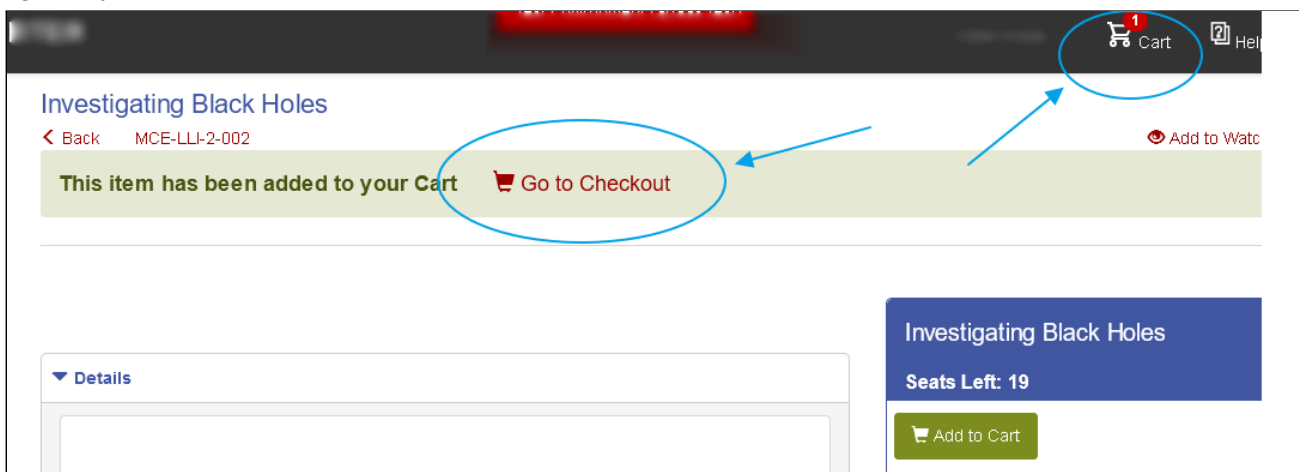 1
Cart
Help
Investigating Black Holes
Back MCE-LLI-2-002
Add to Watc
This item has been added to your Cart Go to Checkout
Investigating Black Holes
Details
Seats Left: 19
Add to Cart